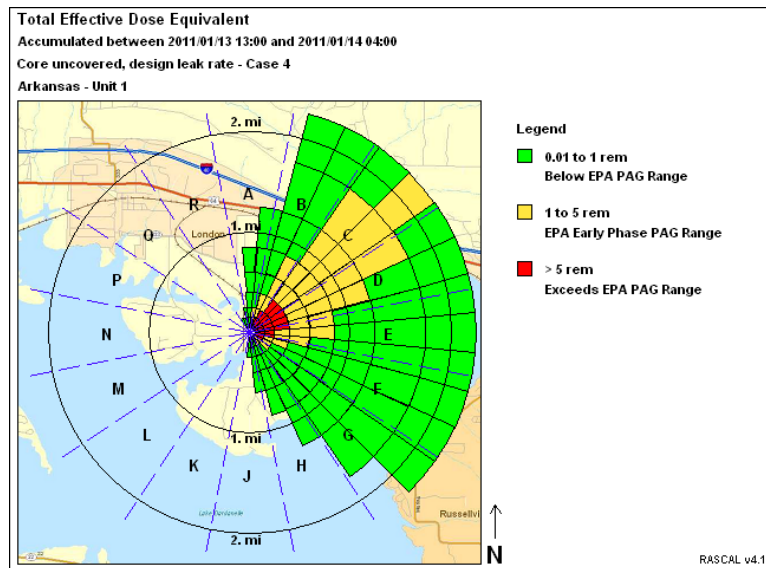 Total Effective Dose Equivalent
Accumulated between 2011/01/13 13:00 and 2011/01/14 04:00
Core uncovered, design leak rate - Case 4
Arkansas - Unit 1
2. mi
Legend
0.01 to 1 rem
Below EPA PAG Range
1 to 5 rem
EPA Early Phase PAG Range
> 5 rem
Exceeds EPA PAG Range
A
R
B
64
London
1. mi
C
Q
P
D
N
E
M
F
L
G
1. mi
K
J
H
Lake Dardanelle
Russellvi
2. mi
N
RASCAL v4.1